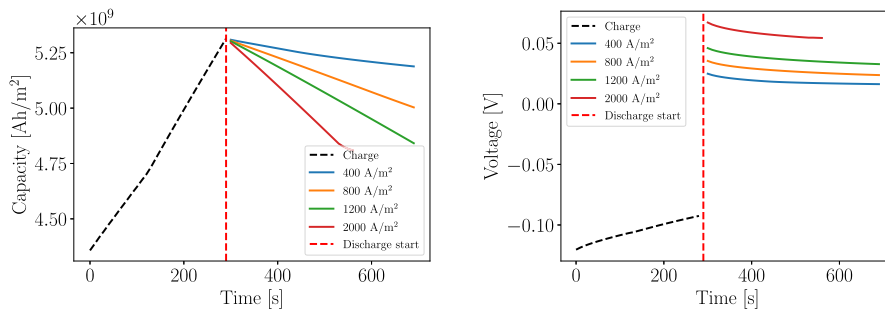 ×10⁹
5.25
5.00
4.75
4.50
Capacity [Ah/m²]
0
200
400
600
Time [s]
Charge
400 A/m²
800 A/m²
1200 A/m²
2000 A/m²
Discharge start
0.05
0.00
−0.05
−0.10
Voltage [V]
0
200
400
600
Time [s]
Charge
400 A/m²
800 A/m²
1200 A/m²
2000 A/m²
Discharge start